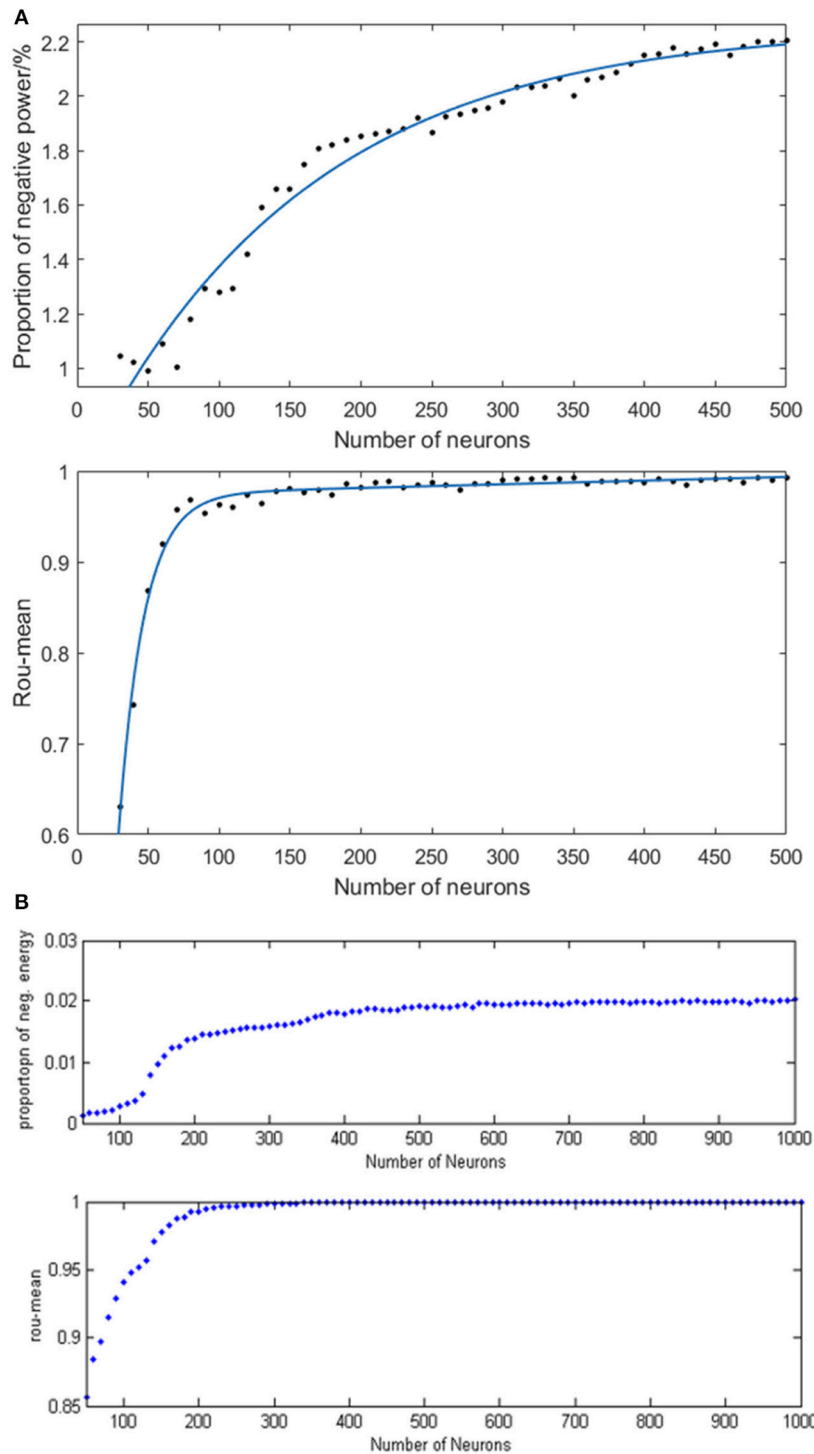 A
Proportion of negative power/%
2.2
2
1.8
1.6
1.4
1.2
1
0 50 100 150 200 250 300 350 400 450 500
Number of neurons
Rou-mean
1
0.9
0.8
0.7
0.6
0 50 100 150 200 250 300 350 400 450 500
Number of neurons
B
proportopn of neg. energy
0.03
0.02
0.01
0
100 200 300 400 500 600 700 800 900 1000
Number of Neurons
rou-mean
1
0.95
0.9
0.85
100 200 300 400 500 600 700 800 900 1000
Number of Neurons